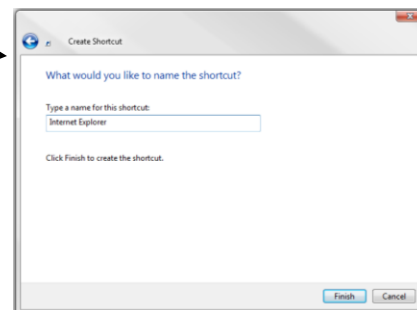 Create Shortcut
What would you like to name the shortcut?
Type a name for this shortcut:
Internet Explorer
Click Finish to create the shortcut.
Finish Cancel